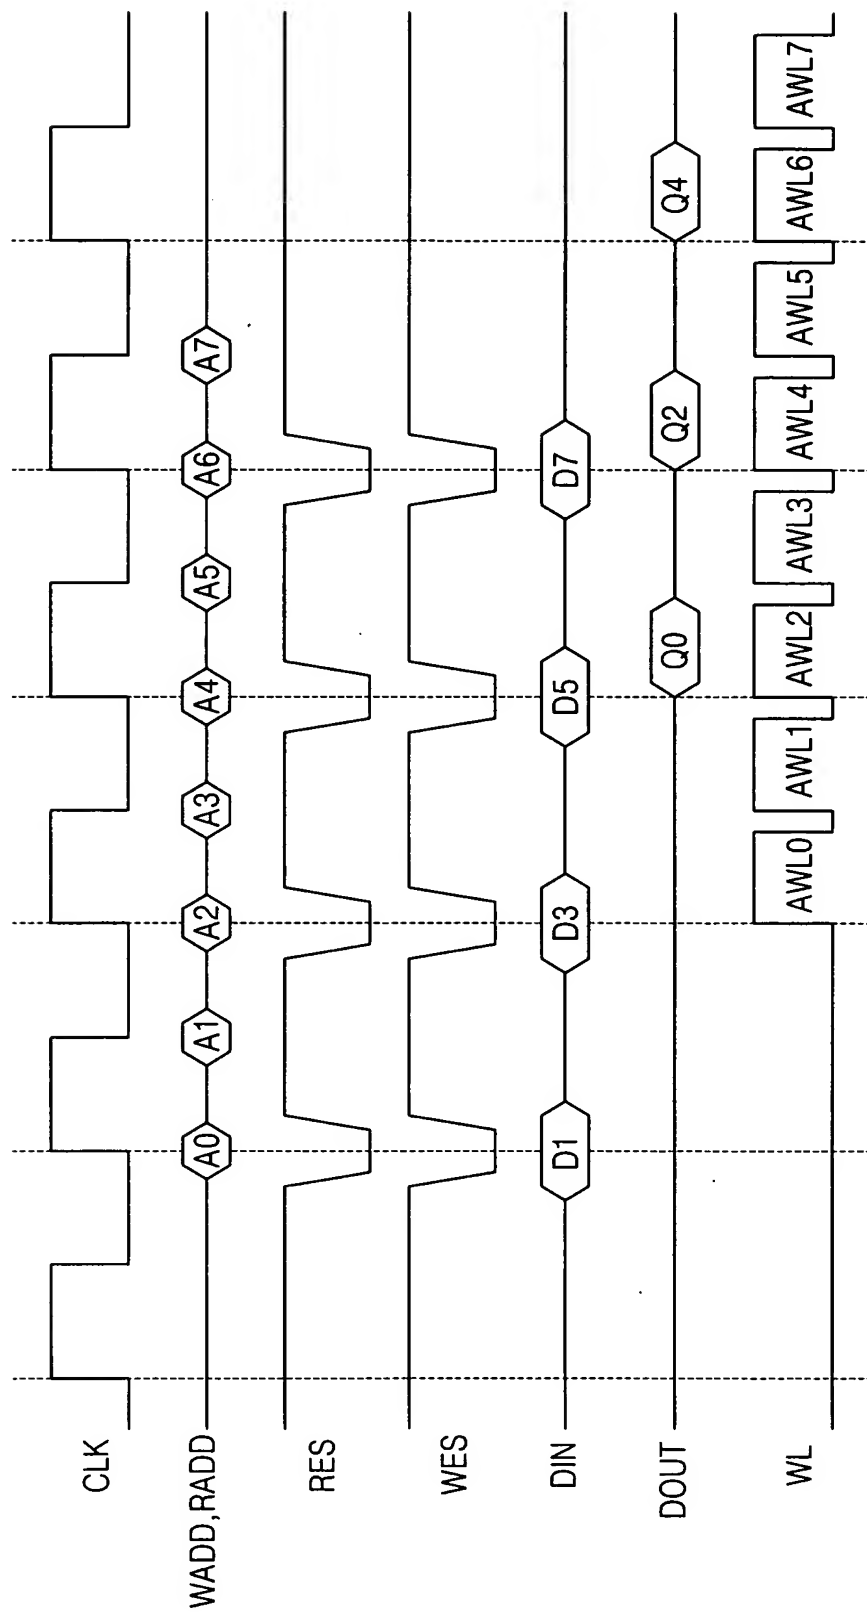 CLK
WADD,RADD A0 A1 A2 A3 A4 A5 A6 A7
RES
WES
DIN D1 D3 D5 D7
DOUT Q0 Q2 Q4
WL AWL0 AWL1 AWL2 AWL3 AWL4 AWL5 AWL6 AWL7